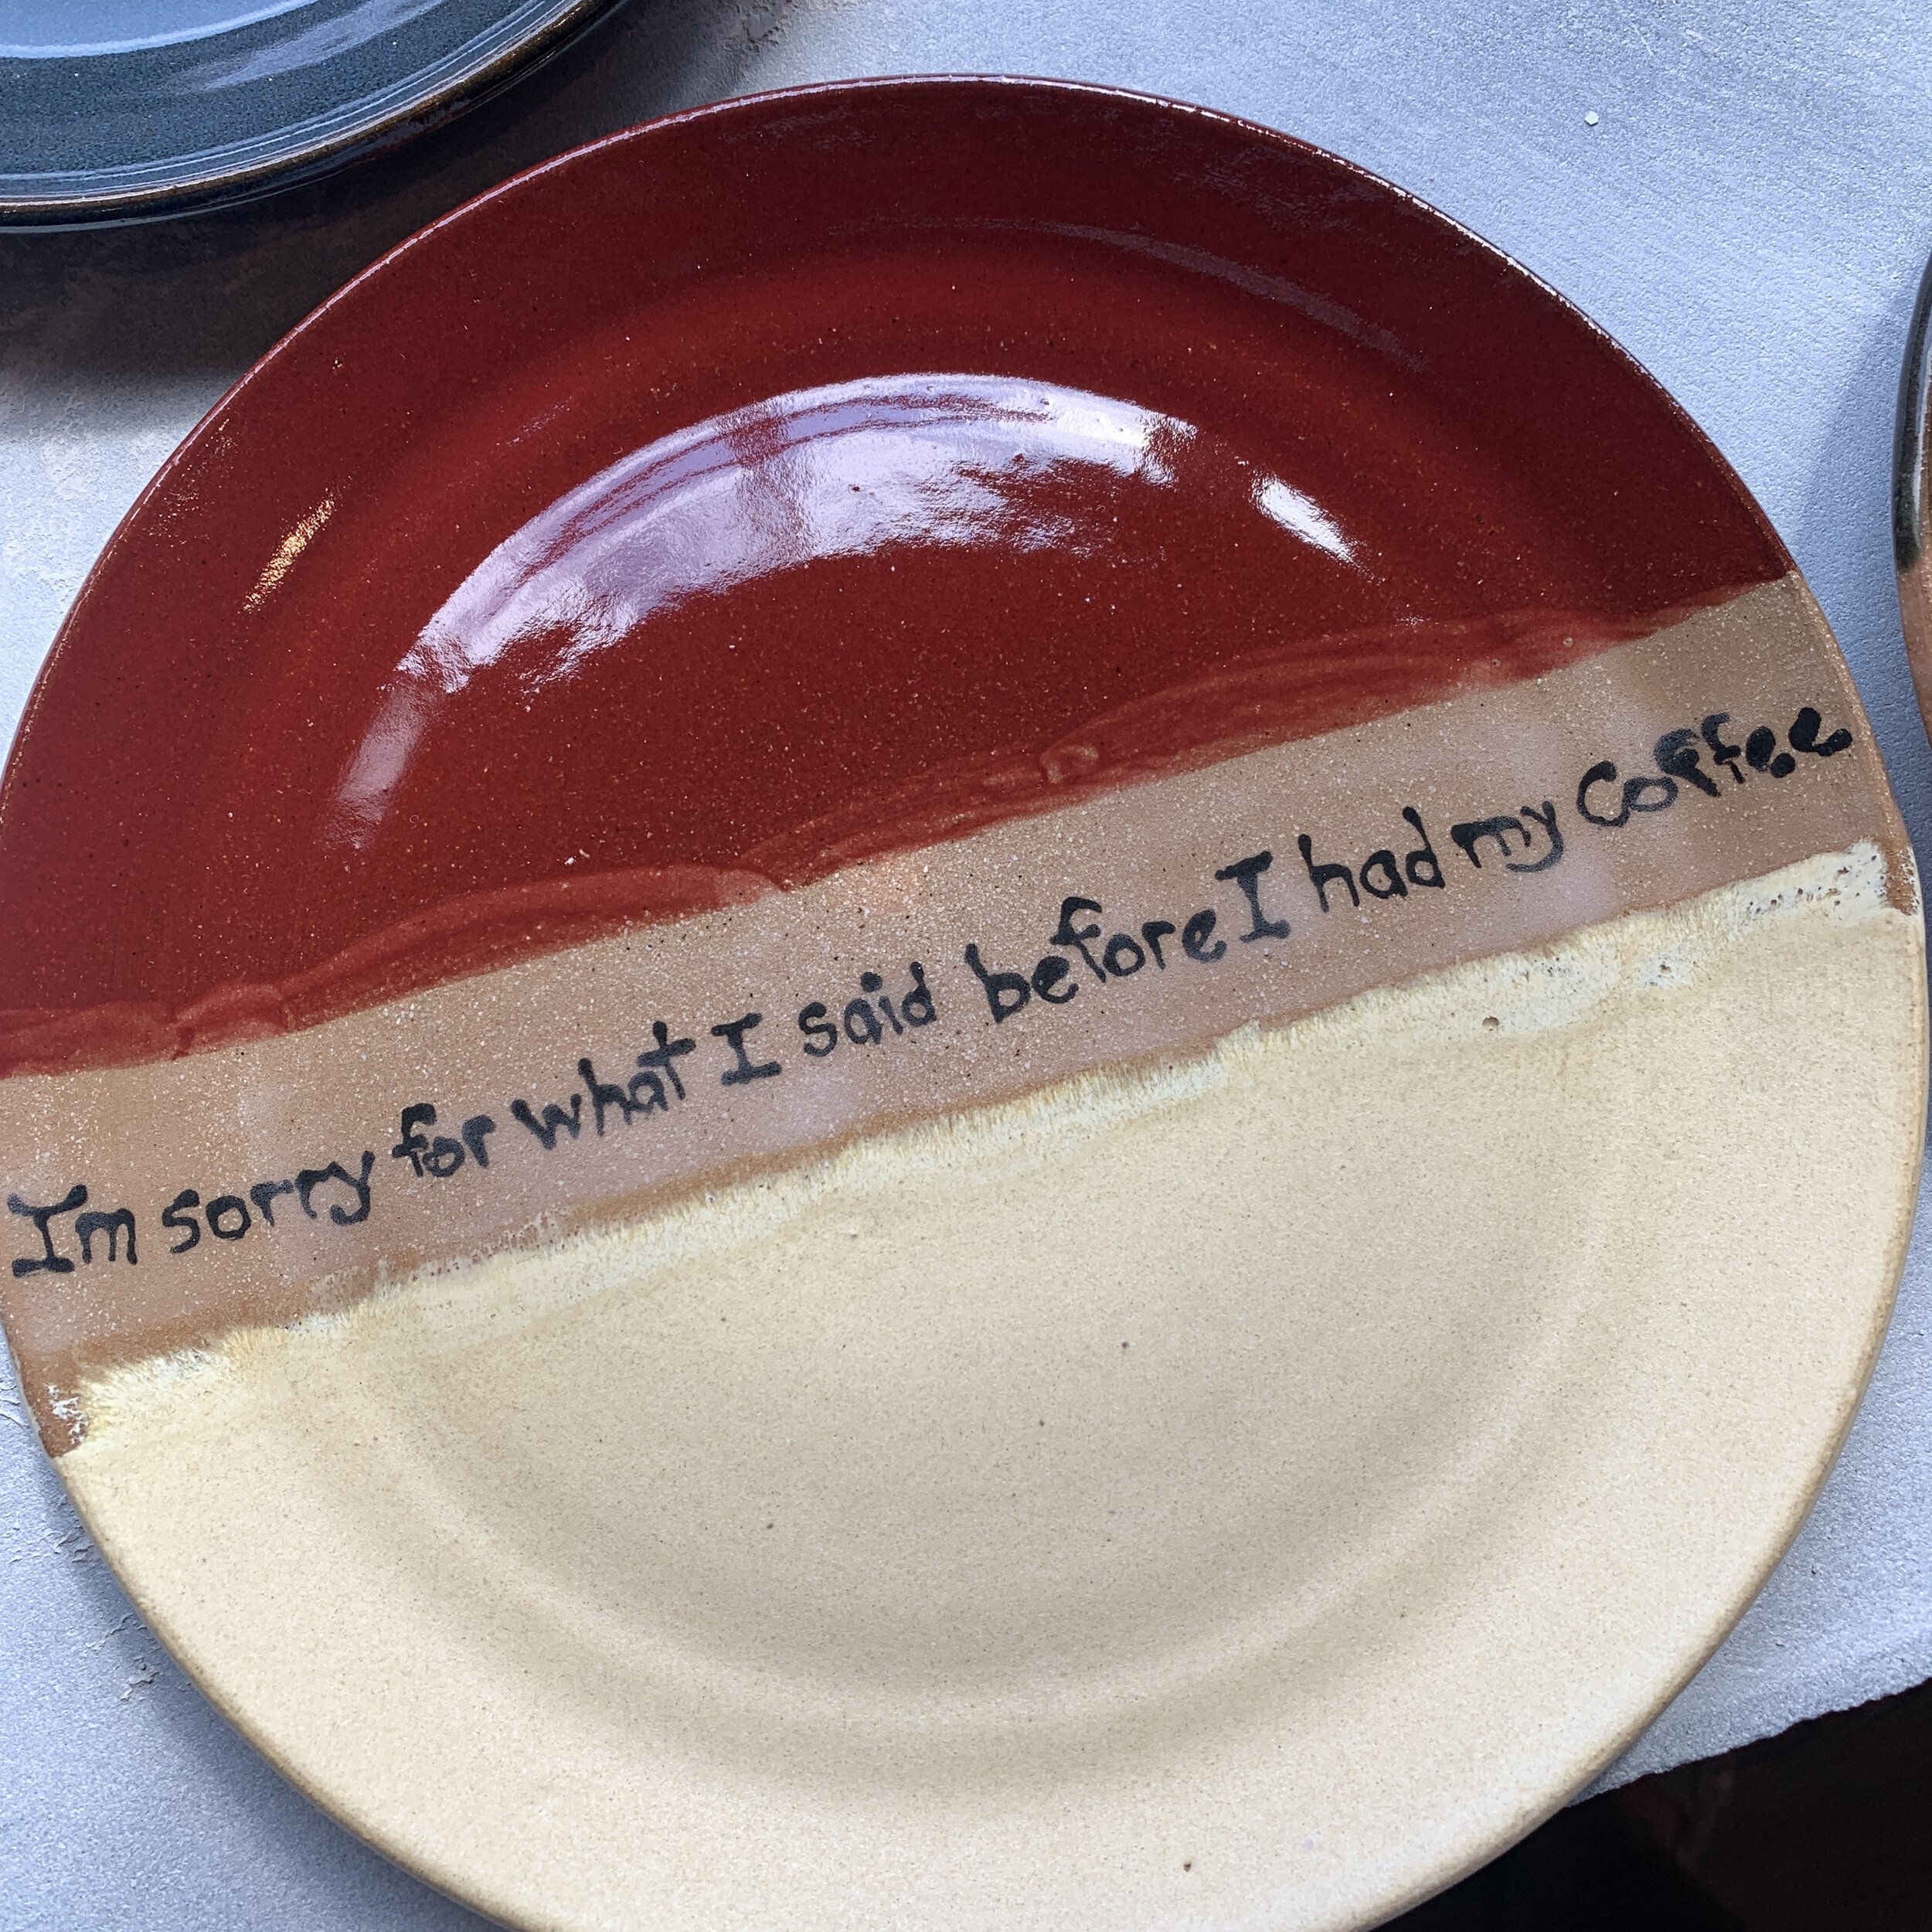 Im sorry for what I said before I had my Coffee